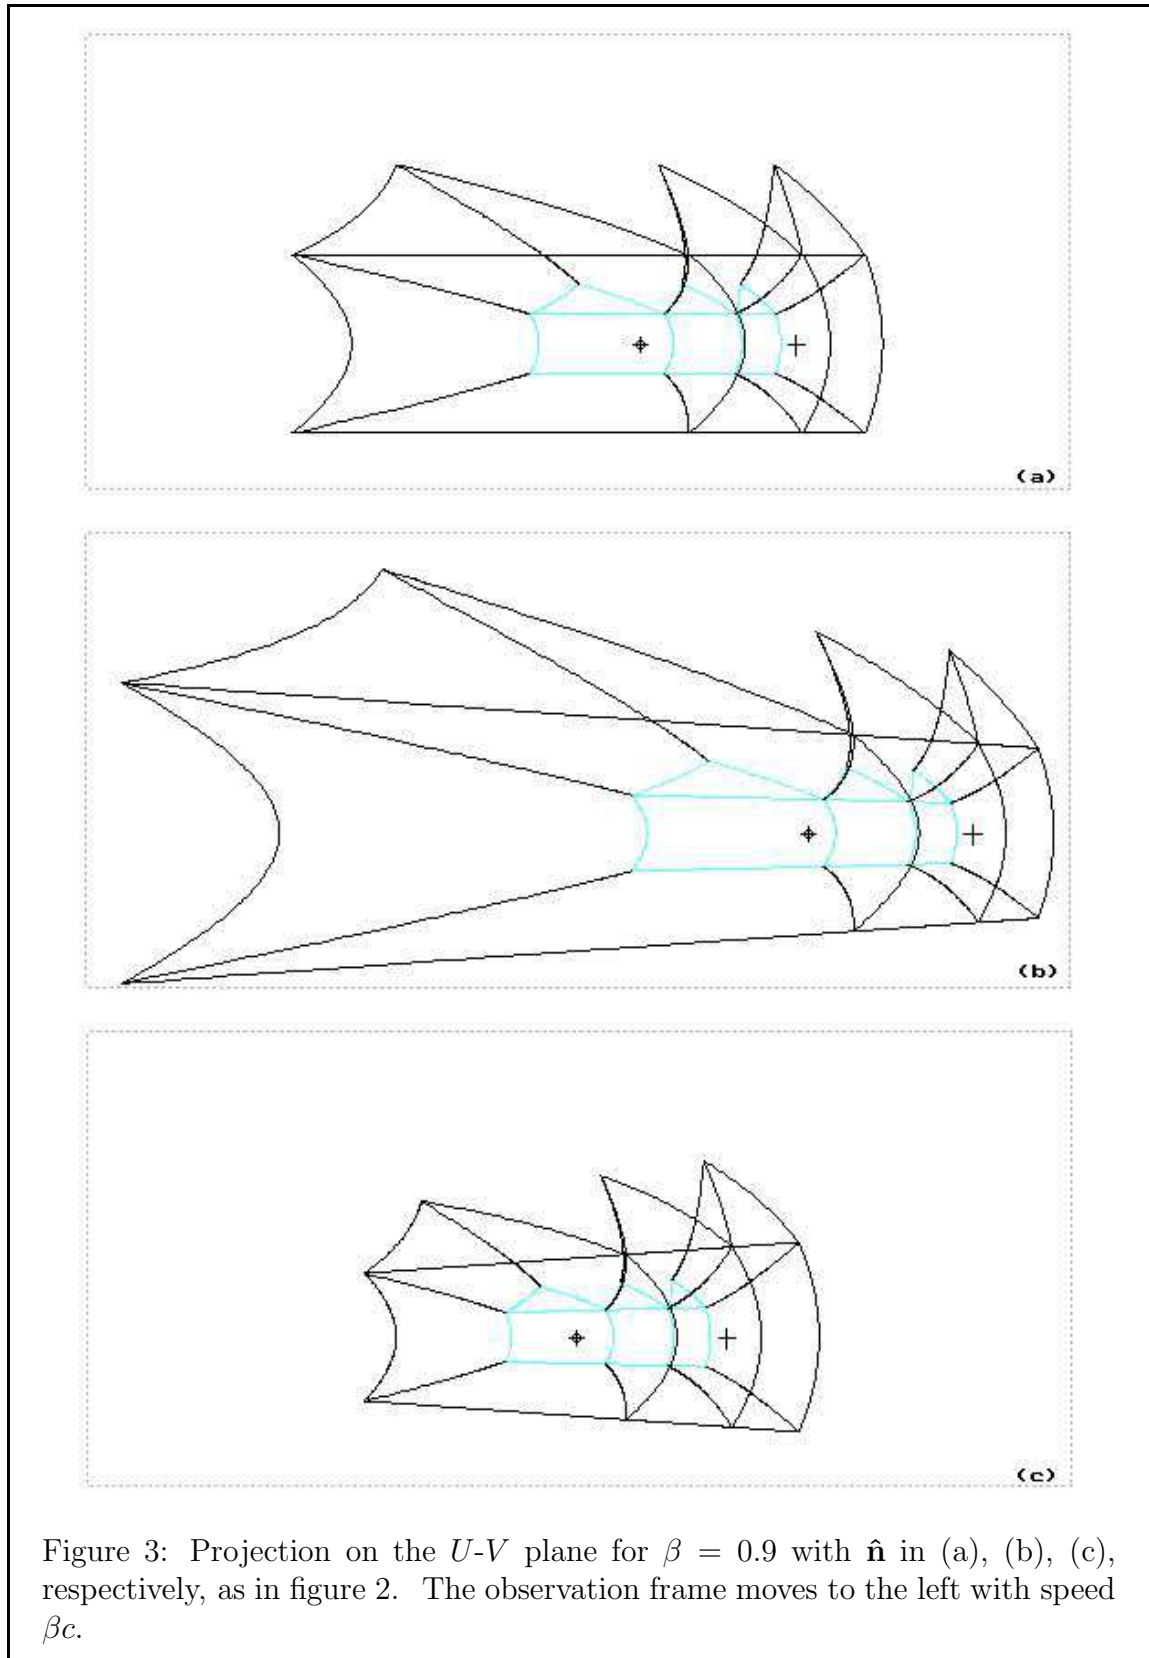 (a)
(b)
(c)
Figure 3: Projection on the U-V plane for β = 0.9 with n̂ in (a), (b), (c),
respectively, as in figure 2. The observation frame moves to the left with speed
βc.